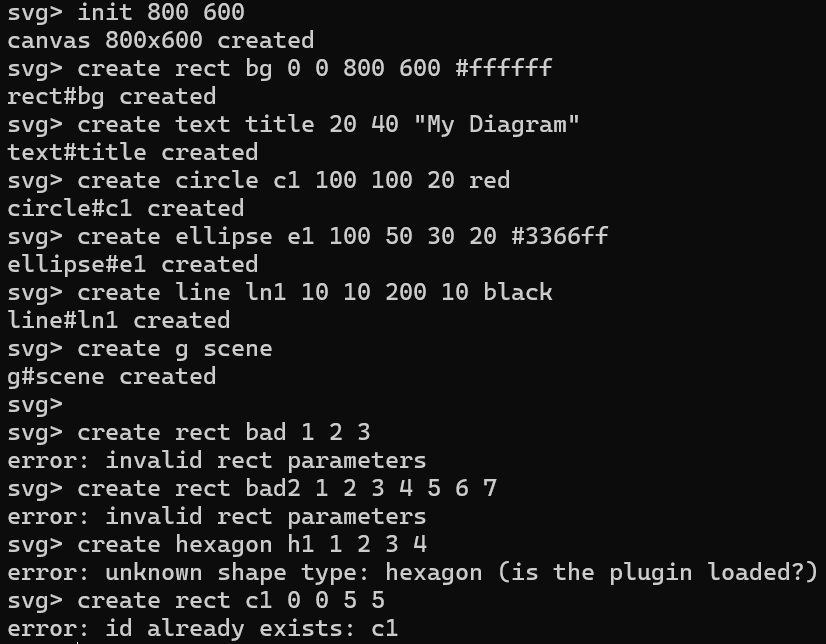 svg> init 800 600
canvas 800x600 created
svg> create rect bg 0 0 800 600 #ffffff
rect#bg created
svg> create text title 20 40 "My Diagram"
text#title created
svg> create circle c1 100 100 20 red
circle#c1 created
svg> create ellipse e1 100 50 30 20 #3366ff
ellipse#e1 created
svg> create line ln1 10 10 200 10 black
line#ln1 created
svg> create g scene
g#scene created
svg>
svg> create rect bad 1 2 3
error: invalid rect parameters
svg> create rect bad2 1 2 3 4 5 6 7
error: invalid rect parameters
svg> create hexagon h1 1 2 3 4
error: unknown shape type: hexagon (is the plugin loaded?)
svg> create rect c1 0 0 5 5
error: id already exists: c1